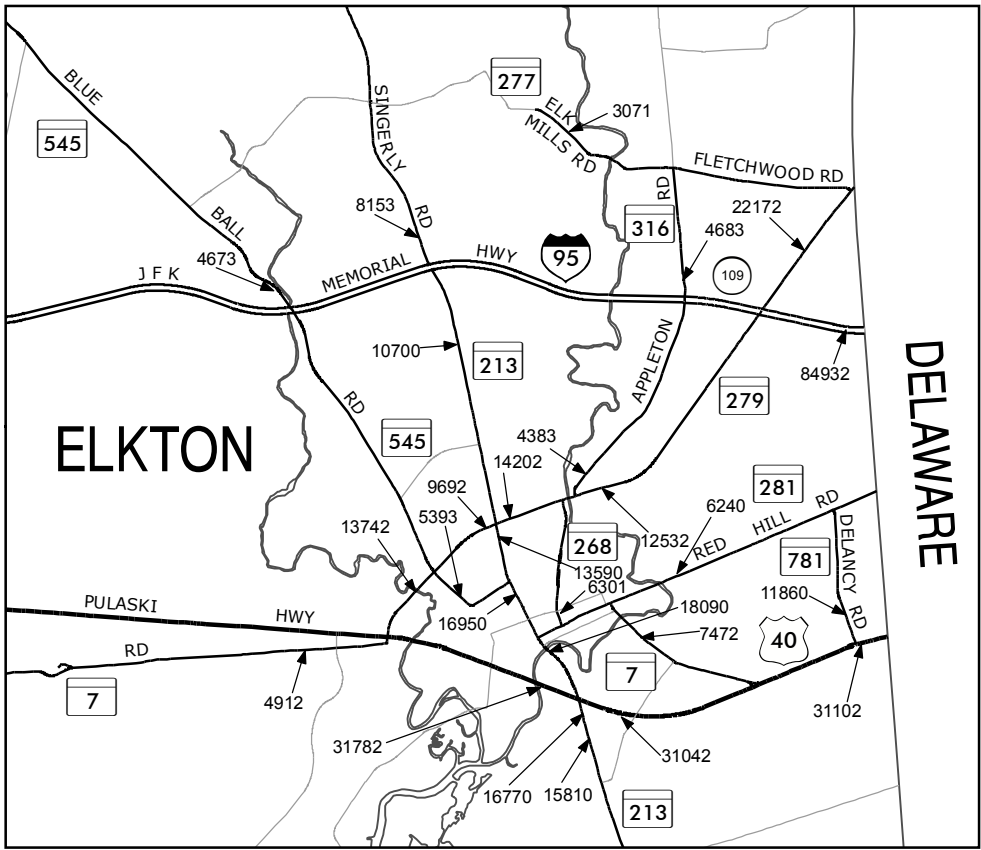 277
BLUE
SINGERLY
ELK
3071
MILLS RD
545
FLETCHWOOD RD
RD
8153
BALL
RD
316
22172
4683
4673
J F K
MEMORIAL
HWY
95
109
10700
213
APPLETON
84932
279
DELAWARE
RD
545
ELKTON
4383
14202
281
9692
6240
RD
5393
13742
HILL
268
12532
RED
781
DELANCY
13590
6301
11860
RD
PULASKI
HWY
16950
18090
7472
40
RD
7
7
4912
31102
31782
31042
16770
15810
213